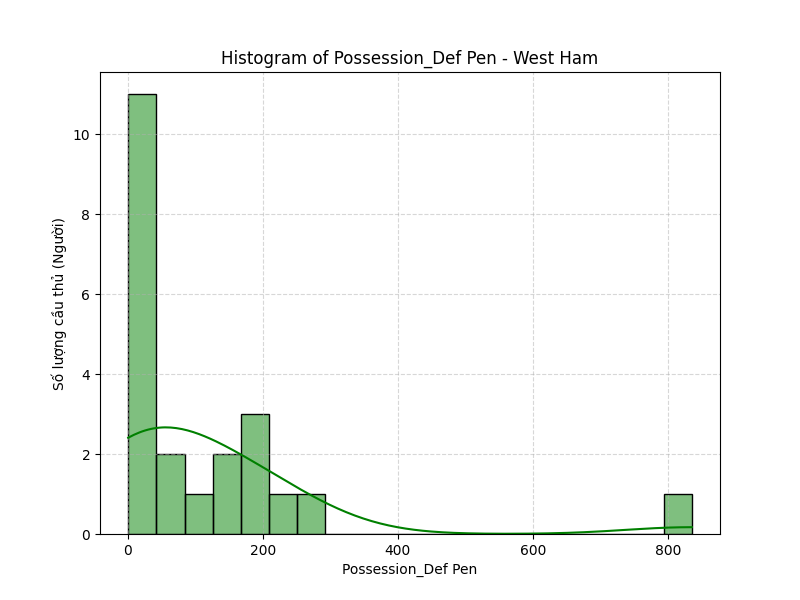 Histogram of Possession_Def Pen - West Ham
Số lượng cầu thủ (Người)
10
8
6
4
2
0
0 200 400 600 800
Possession_Def Pen